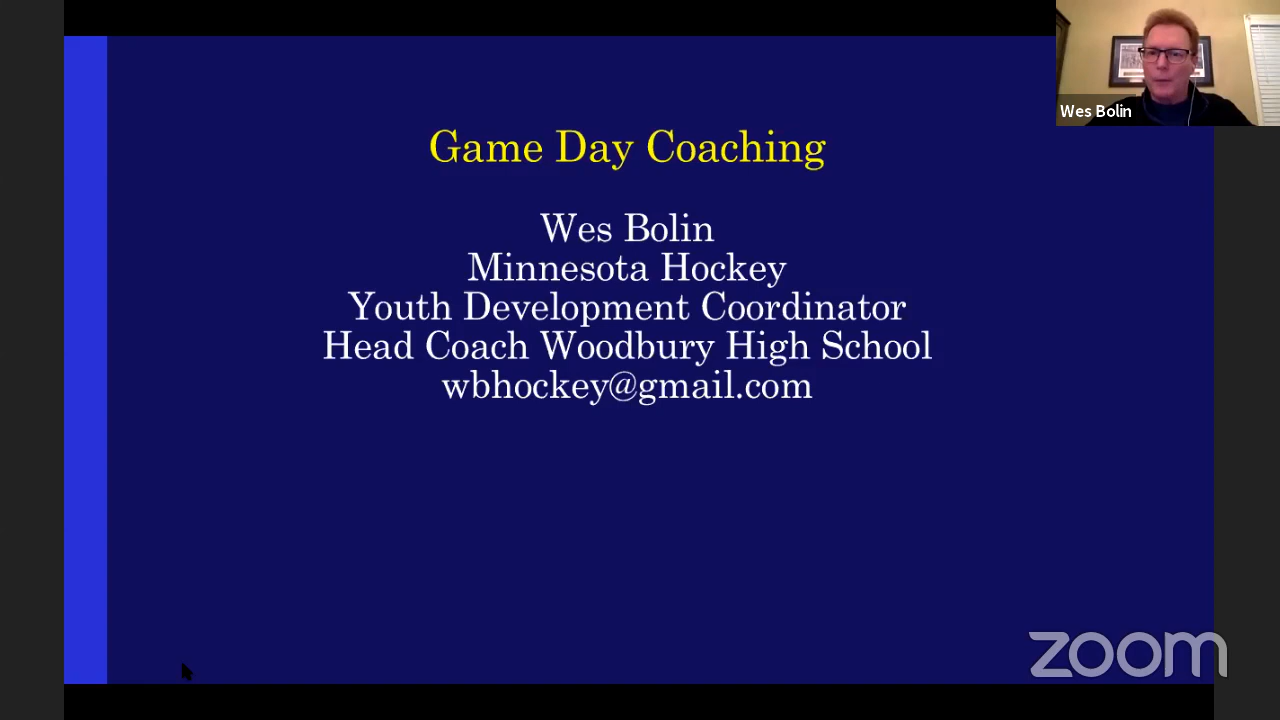 Game Day Coaching
Wes Bolin
Minnesota Hockey
Youth Development Coordinator
Head Coach Woodbury High School
wbhockey@gmail.com
Wes Bolin
zoom